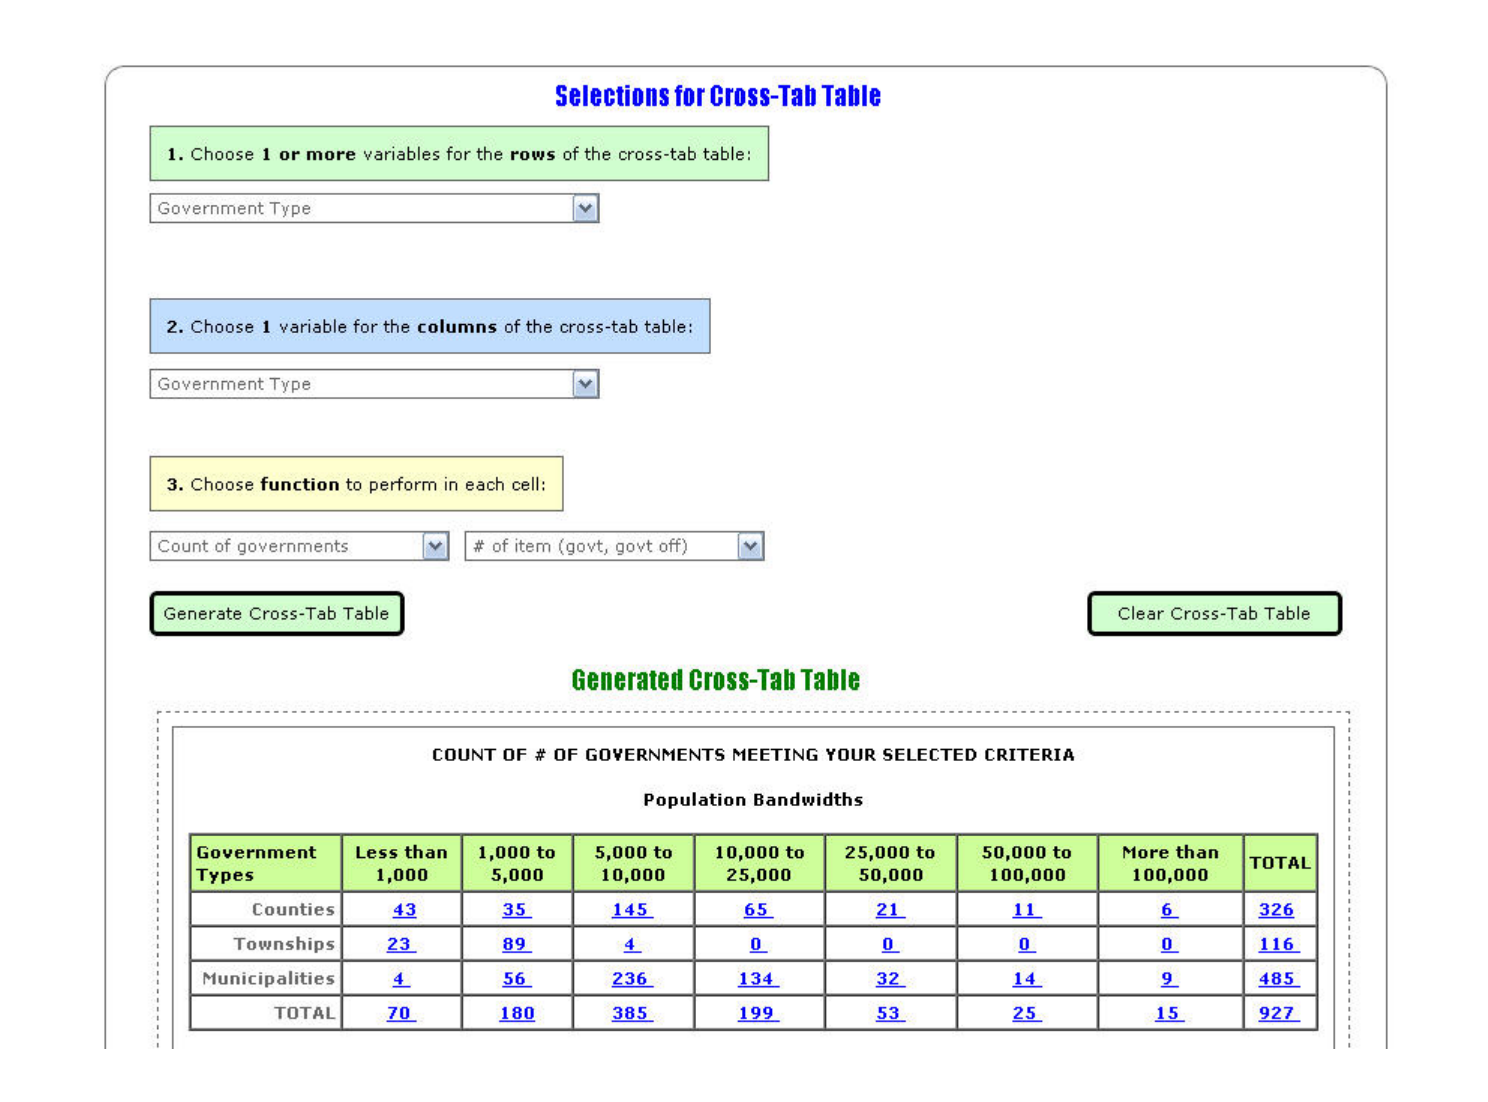 Selections for Cross-Tab Table
1. Choose 1 or more variables for the rows of the cross-tab table:
Government Type
2. Choose 1 variable for the columns of the cross-tab table:
Government Type
3. Choose function to perform in each cell:
Count of governments # of item (govt, govt off)
Generate Cross-Tab Table Clear Cross-Tab Table
Generated Cross-Tab Table
COUNT OF # OF GOVERNMENTS MEETING YOUR SELECTED CRITERIA
Population Bandwidths
Government Types Less than 1,000 1,000 to 5,000 5,000 to 10,000 10,000 to 25,000 25,000 to 50,000 50,000 to 100,000 More than 100,000 TOTAL
Counties 43 35 145 65 21 11 6 326
Townships 23 89 4 0 0 0 0 116
Municipalities 4 56 236 134 32 14 9 485
TOTAL 70 180 385 199 53 25 15 927